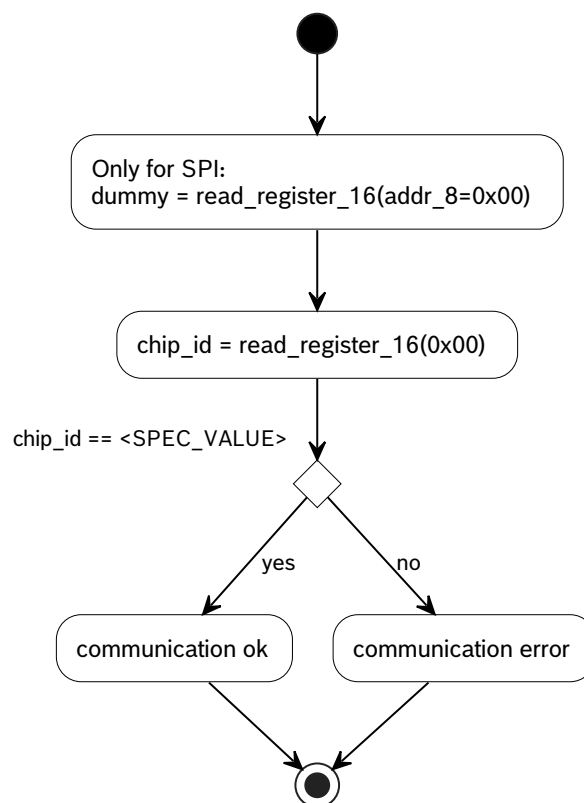 Only for SPI:
dummy = read_register_16(addr_8=0x00)
chip_id = read_register_16(0x00)
chip_id == <SPEC_VALUE>
yes
no
communication ok
communication error